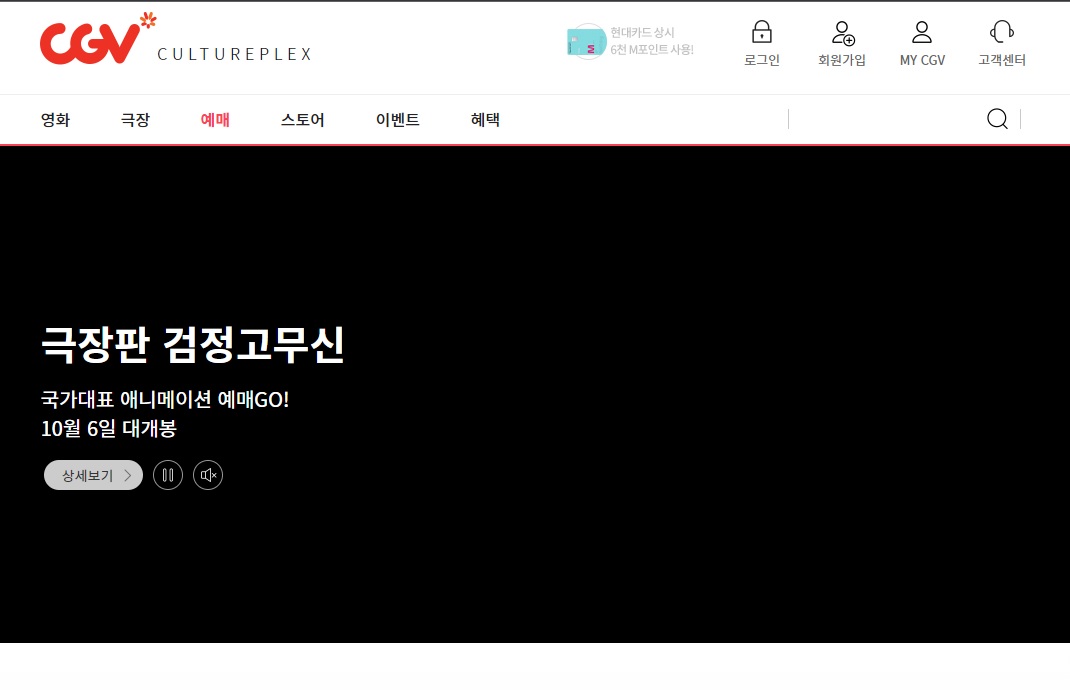 CGV CULTUREPLEX
현대카드 상시
6천 M포인트 사용!
로그인 회원가입 MY CGV 고객센터
영화 극장 예매 스토어 이벤트 혜택
극장판 검정고무신
국가대표 애니메이션 예매GO!
10월 6일 대개봉
상세보기